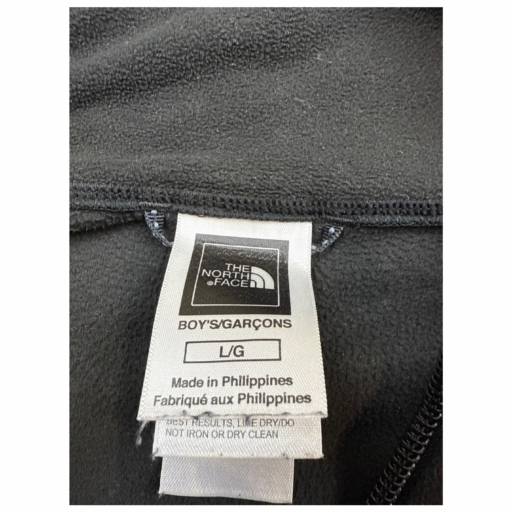 THE
NORTH
®FACE
BOY'S/GARÇONS
L/G
Made in Philippines
Fabriqué aux Philippines
BEST RESULTS, LINE DRY/DO
NOT IRON OR DRY CLEAN